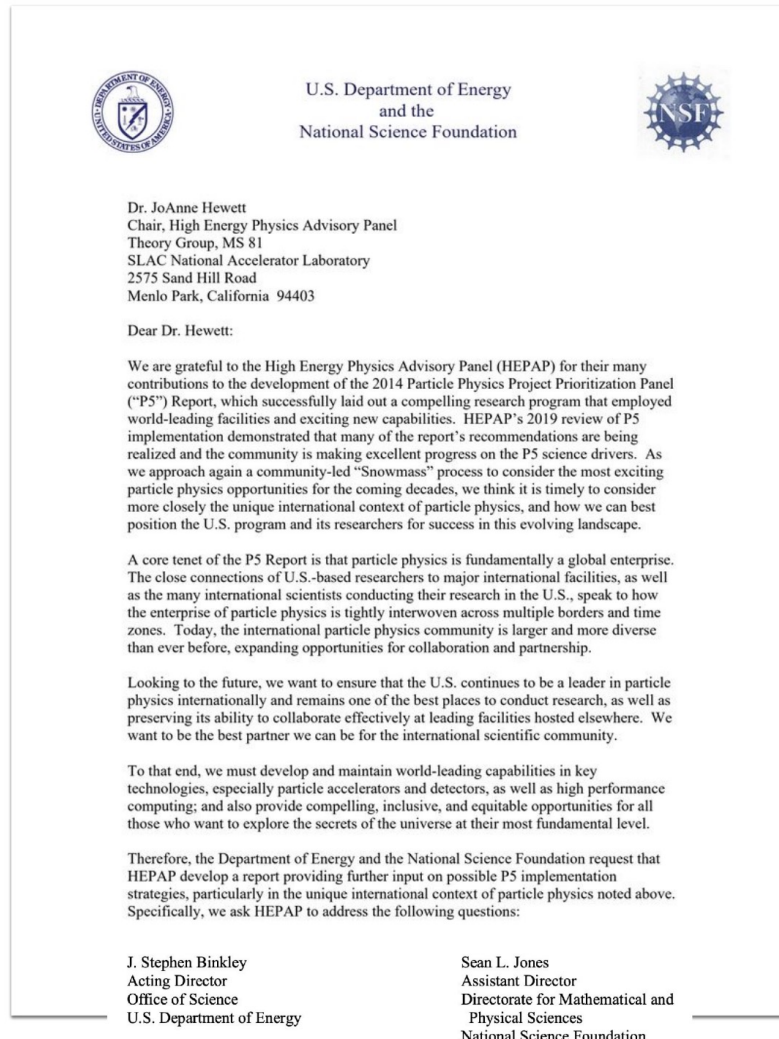 DEPARTMENT OF ENERGY
UNITED STATES OF AMERICA
U.S. Department of Energy
and the
National Science Foundation
NSF
Dr. JoAnne Hewett
Chair, High Energy Physics Advisory Panel
Theory Group, MS 81
SLAC National Accelerator Laboratory
2575 Sand Hill Road
Menlo Park, California 94403
Dear Dr. Hewett:
We are grateful to the High Energy Physics Advisory Panel (HEPAP) for their many
contributions to the development of the 2014 Particle Physics Project Prioritization Panel
(“P5”) Report, which successfully laid out a compelling research program that employed
world-leading facilities and exciting new capabilities. HEPAP’s 2019 review of P5
implementation demonstrated that many of the report’s recommendations are being
realized and the community is making excellent progress on the P5 science drivers. As
we approach again a community-led “Snowmass” process to consider the most exciting
particle physics opportunities for the coming decades, we think it is timely to consider
more closely the unique international context of particle physics, and how we can best
position the U.S. program and its researchers for success in this evolving landscape.
A core tenet of the P5 Report is that particle physics is fundamentally a global enterprise.
The close connections of U.S.-based researchers to major international facilities, as well
as the many international scientists conducting their research in the U.S., speak to how
the enterprise of particle physics is tightly interwoven across multiple borders and time
zones. Today, the international particle physics community is larger and more diverse
than ever before, expanding opportunities for collaboration and partnership.
Looking to the future, we want to ensure that the U.S. continues to be a leader in particle
physics internationally and remains one of the best places to conduct research, as well as
preserving its ability to collaborate effectively at leading facilities hosted elsewhere. We
want to be the best partner we can be for the international scientific community.
To that end, we must develop and maintain world-leading capabilities in key
technologies, especially particle accelerators and detectors, as well as high performance
computing; and also provide compelling, inclusive, and equitable opportunities for all
those who want to explore the secrets of the universe at their most fundamental level.
Therefore, the Department of Energy and the National Science Foundation request that
HEPAP develop a report providing further input on possible P5 implementation
strategies, particularly in the unique international context of particle physics noted above.
Specifically, we ask HEPAP to address the following questions:
J. Stephen Binkley
Acting Director
Office of Science
U.S. Department of Energy
Sean L. Jones
Assistant Director
Directorate for Mathematical and
Physical Sciences
National Science Foundation